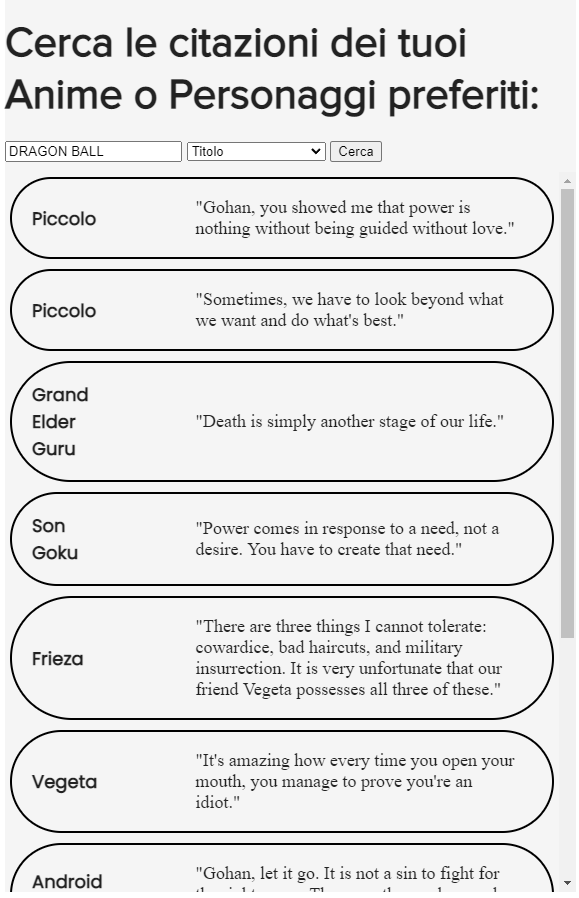 Cerca le citazioni dei tuoi
Anime o Personaggi preferiti:
DRAGON BALL
Titolo
Cerca
Piccolo
"Gohan, you showed me that power is
nothing without being guided without love."
Piccolo
"Sometimes, we have to look beyond what
we want and do what's best."
Grand
Elder
Guru
"Death is simply another stage of our life."
Son
Goku
"Power comes in response to a need, not a
desire. You have to create that need."
Frieza
"There are three things I cannot tolerate:
cowardice, bad haircuts, and military
insurrection. It is very unfortunate that our
friend Vegeta possesses all three of these."
Vegeta
"It's amazing how every time you open your
mouth, you manage to prove you're an
idiot."
Android
"Gohan, let it go. It is not a sin to fight for